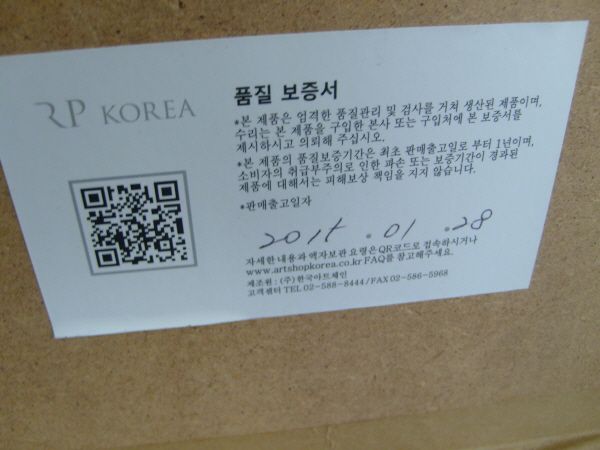 RP KOREA
품질 보증서
*본 제품은 엄격한 품질관리 및 검사를 거쳐 생산된 제품이며,
수리는 본 제품을 구입한 본사 또는 구입처에 본 보증서를
제시하시고 의뢰해 주십시오.
*본 제품의 품질보증기간은 최초 판매출고일로 부터 1년이며,
소비자의 취급부주의로 인한 파손 또는 보증기간이 경과된
제품에 대해서는 피해보상 책임을 지지 않습니다.
*판매출고일자
2015 . 01 . 28
자세한 내용과 액자보관 요령은 QR코드로 접속하시거나
www.artshopkorea.co.kr FAQ를 참고해주세요.
제조원 : (주)한국아트체인
고객센터 TEL 02-588-8444/FAX 02-586-5968